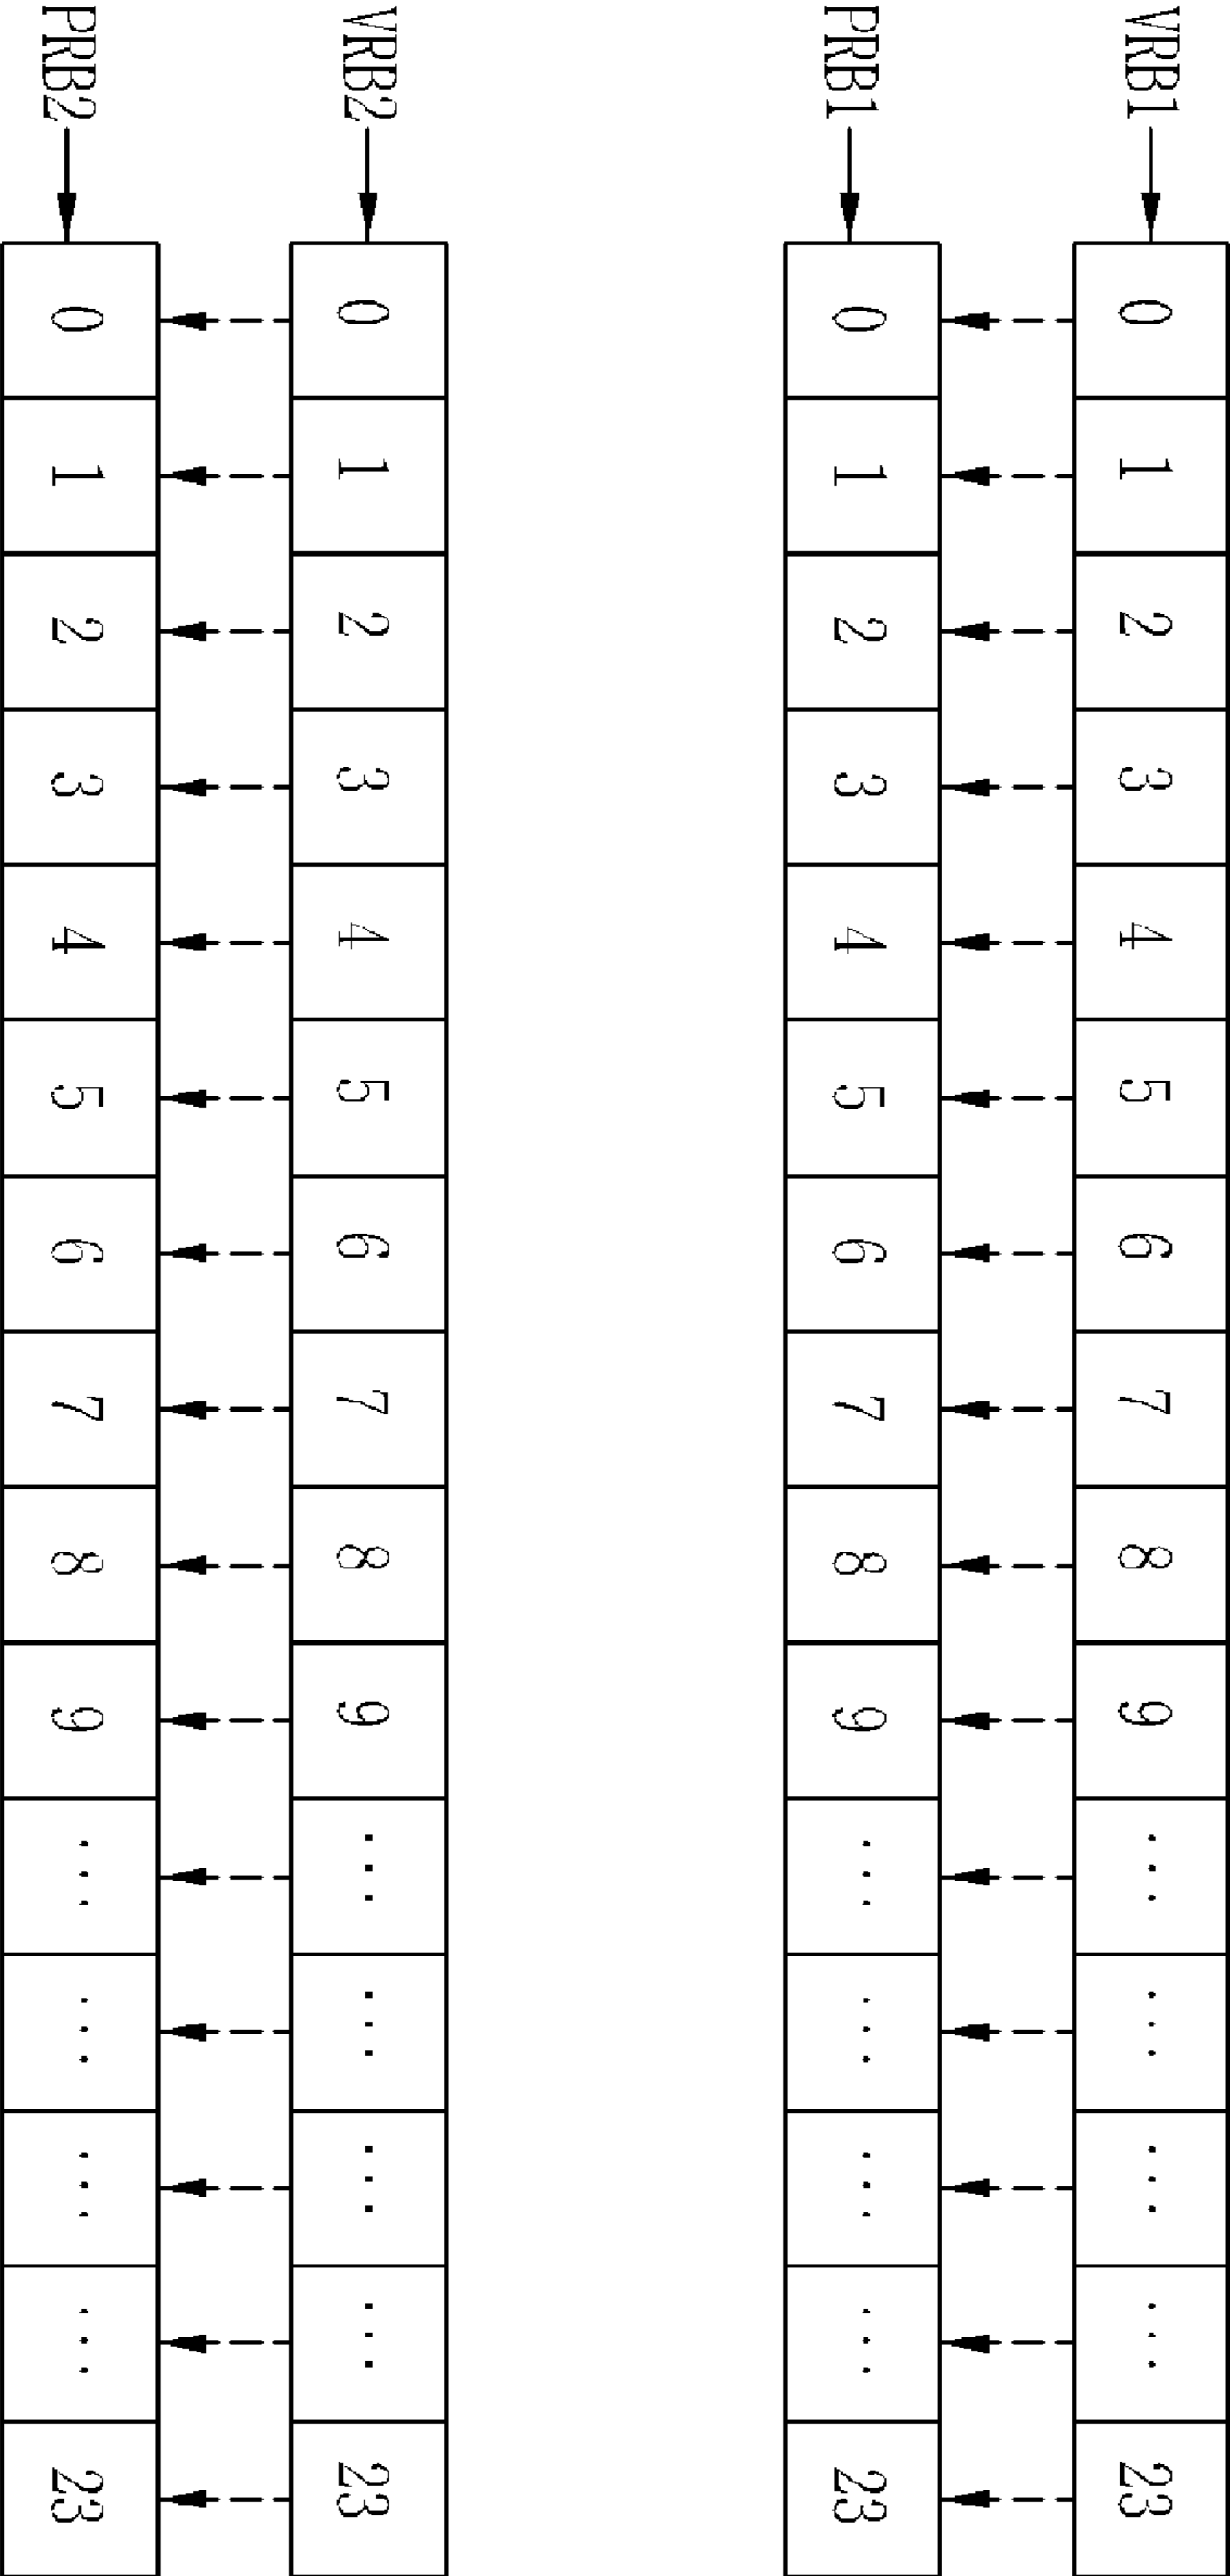 VRB1 0 1 2 3 4 5 6 7 8 9 ... ... ... ... 23
PRB1 0 1 2 3 4 5 6 7 8 9 ... ... ... ... 23
VRB2 0 1 2 3 4 5 6 7 8 9 ... ... ... ... 23
PRB2 0 1 2 3 4 5 6 7 8 9 ... ... ... ... 23